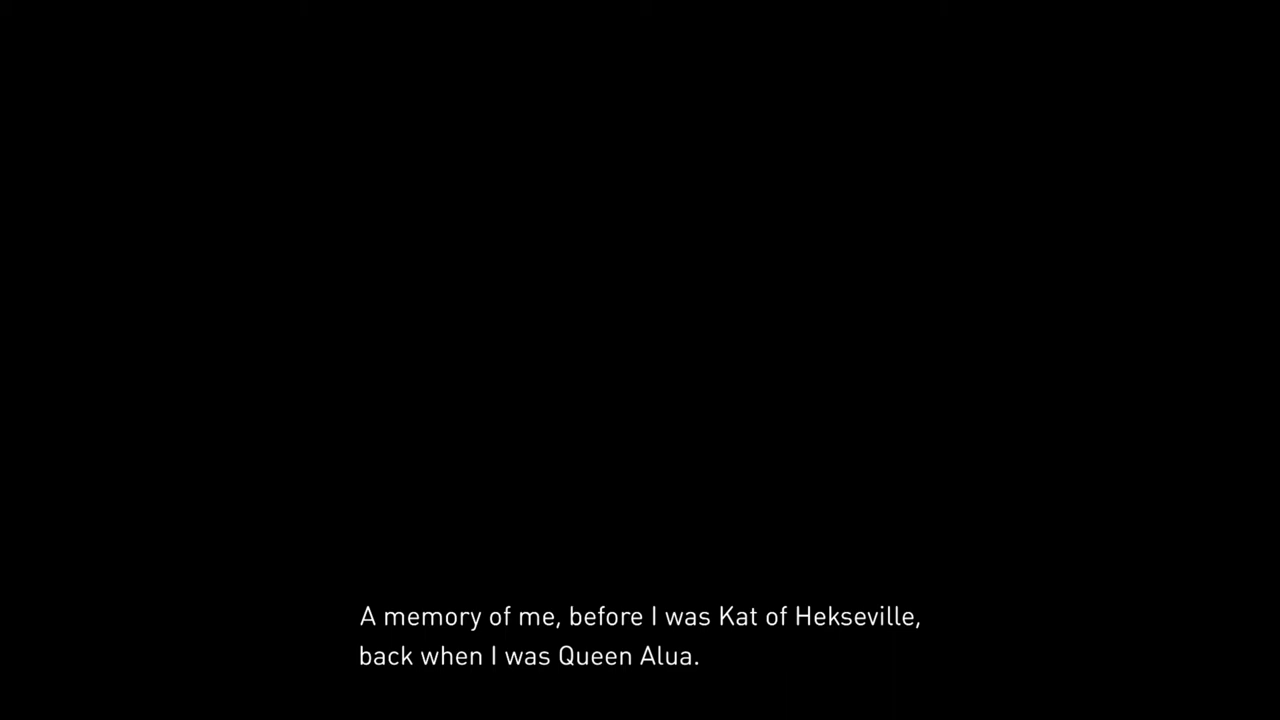 A memory of me, before I was Kat of Hekseville,
back when I was Queen Alua.